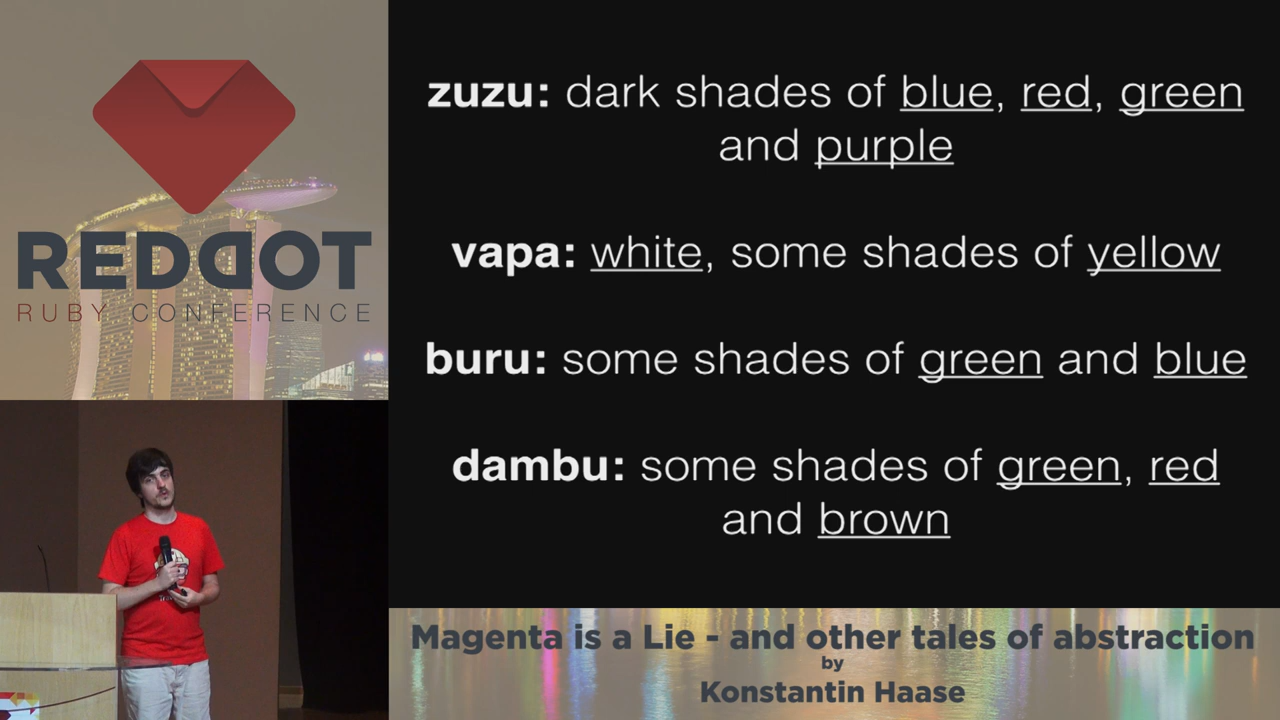 REDDOT
RUBY CONFERENCE
zuzu: dark shades of blue, red, green
and purple
vapa: white, some shades of yellow
buru: some shades of green and blue
dambu: some shades of green, red
and brown
Magenta is a Lie - and other tales of abstraction
by
Konstantin Haase